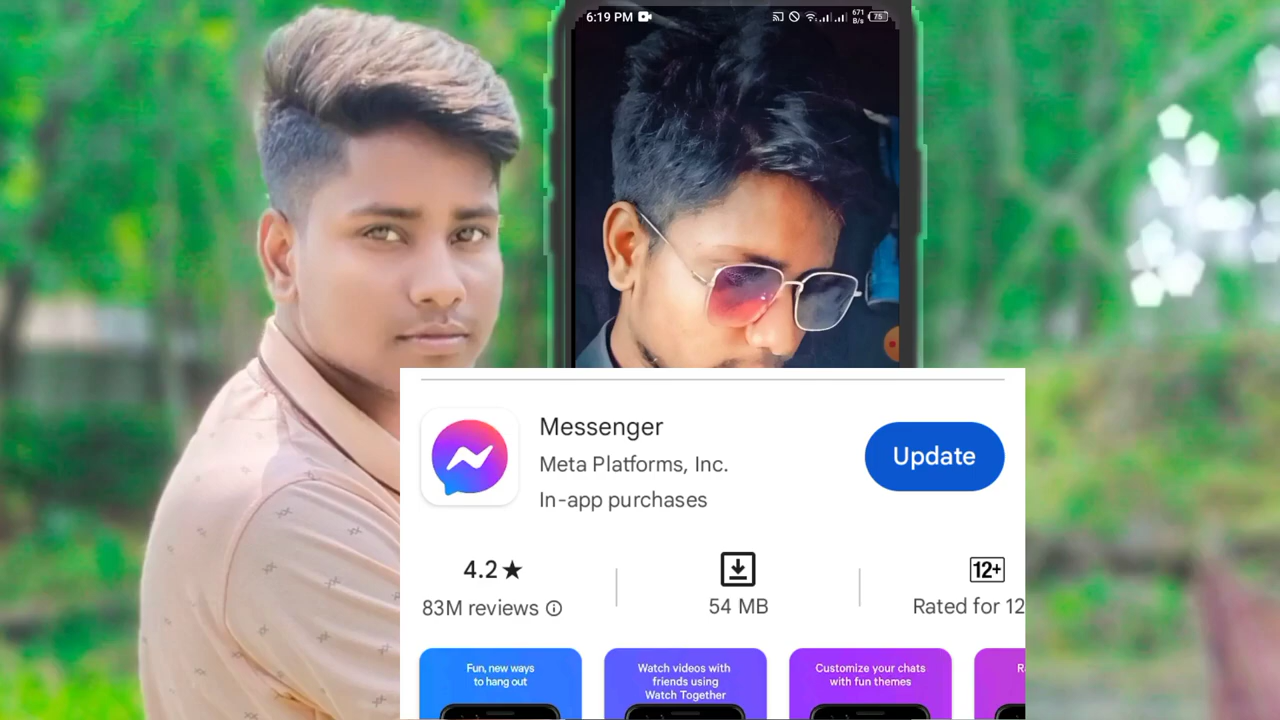 6:19 PM
671
B/s
75
Messenger
Meta Platforms, Inc.
In-app purchases
Update
4.2★
83M reviews
54 MB
12+
Rated for 12
Fun, new ways
to hang out
Watch videos with
friends using
Watch Together
Customize your chats
with fun themes
R